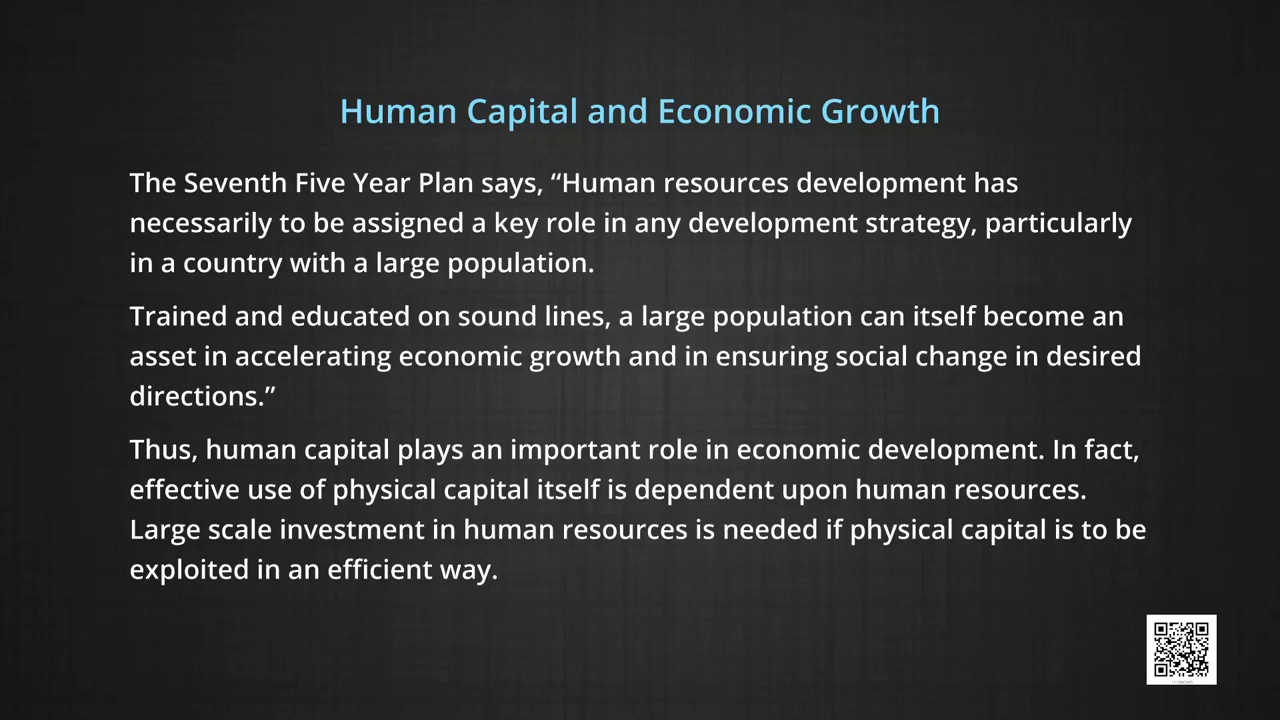 Human Capital and Economic Growth
The Seventh Five Year Plan says, “Human resources development has
necessarily to be assigned a key role in any development strategy, particularly
in a country with a large population.
Trained and educated on sound lines, a large population can itself become an
asset in accelerating economic growth and in ensuring social change in desired
directions.”
Thus, human capital plays an important role in economic development. In fact,
effective use of physical capital itself is dependent upon human resources.
Large scale investment in human resources is needed if physical capital is to be
exploited in an efficient way.